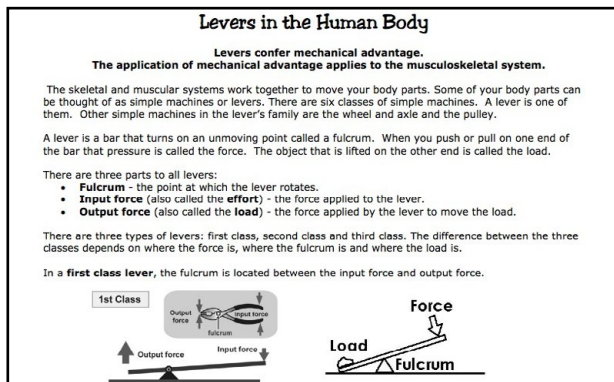 Levers in the Human Body
Levers confer mechanical advantage.
The application of mechanical advantage applies to the musculoskeletal system.
The skeletal and muscular systems work together to move your body parts. Some of your body parts can
be thought of as simple machines or levers. There are six classes of simple machines. A lever is one of
them. Other simple machines in the lever's family are the wheel and axle and the pulley.
A lever is a bar that turns on an unmoving point called a fulcrum. When you push or pull on one end of
the bar that pressure is called the force. The object that is lifted on the other end is called the load.
There are three parts to all levers:
• Fulcrum - the point at which the lever rotates.
• Input force (also called the effort) - the force applied to the lever.
• Output force (also called the load) - the force applied by the lever to move the load.
There are three types of levers: first class, second class and third class. The difference between the three
classes depends on where the force is, where the fulcrum is and where the load is.
In a first class lever, the fulcrum is located between the input force and output force.
1st Class
Output
force
input force
fulcrum
Output force
Input force
Force
Load
Fulcrum